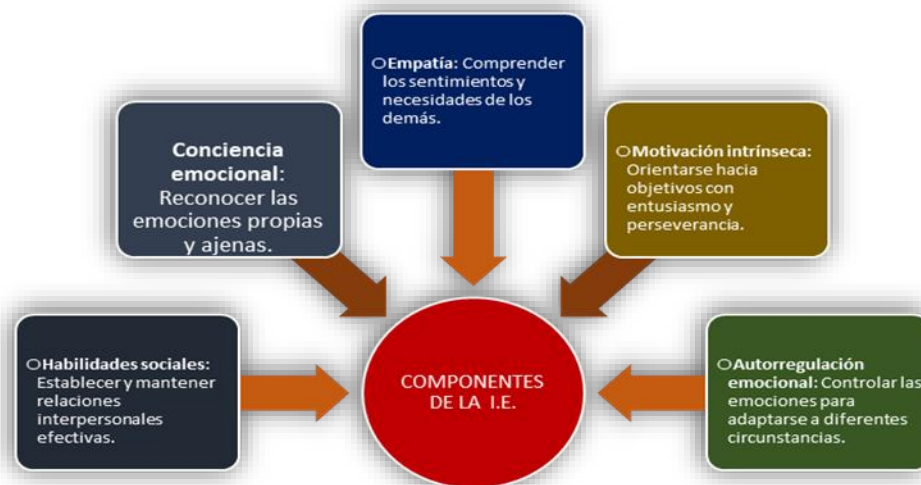 ○Empatía: Comprender
los sentimientos y
necesidades de los
demás.
Conciencia
emocional:
Reconocer las
emociones propias
y ajenas.
○Motivación intrínseca:
Orientarse hacia
objetivos con
entusiasmo y
perseverancia.
○Habilidades sociales:
Establecer y mantener
relaciones
interpersonales
efectivas.
COMPONENTES
DE LA I.E.
○Autorregulación
emocional: Controlar las
emociones para
adaptarse a diferentes
circunstancias.